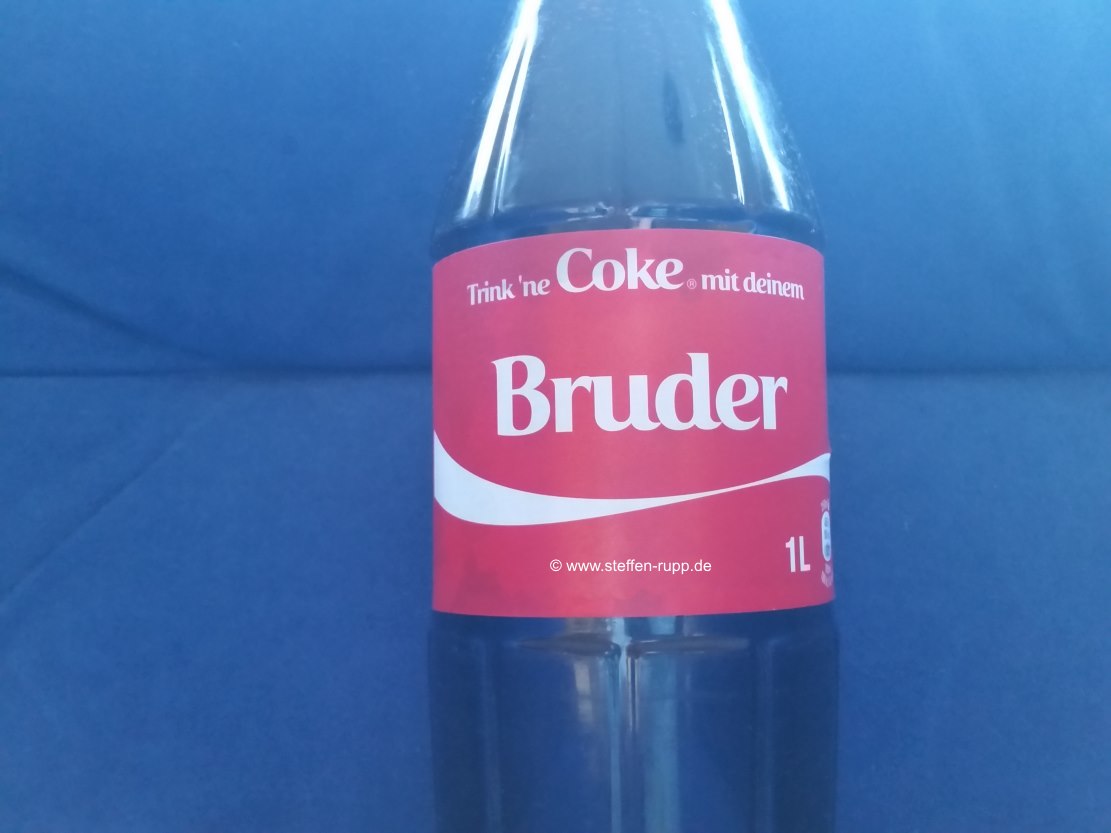 Trink 'ne Coke® mit deinem
Bruder
1L
© www.steffen-rupp.de